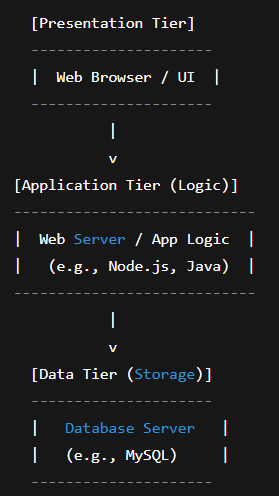 [Presentation Tier]
---------------------
|  Web Browser / UI  |
---------------------
|
v
[Application Tier (Logic)]
----------------------------
|  Web Server / App Logic  |
|   (e.g., Node.js, Java)  |
----------------------------
|
v
[Data Tier (Storage)]
---------------------
|   Database Server   |
|   (e.g., MySQL)     |
---------------------